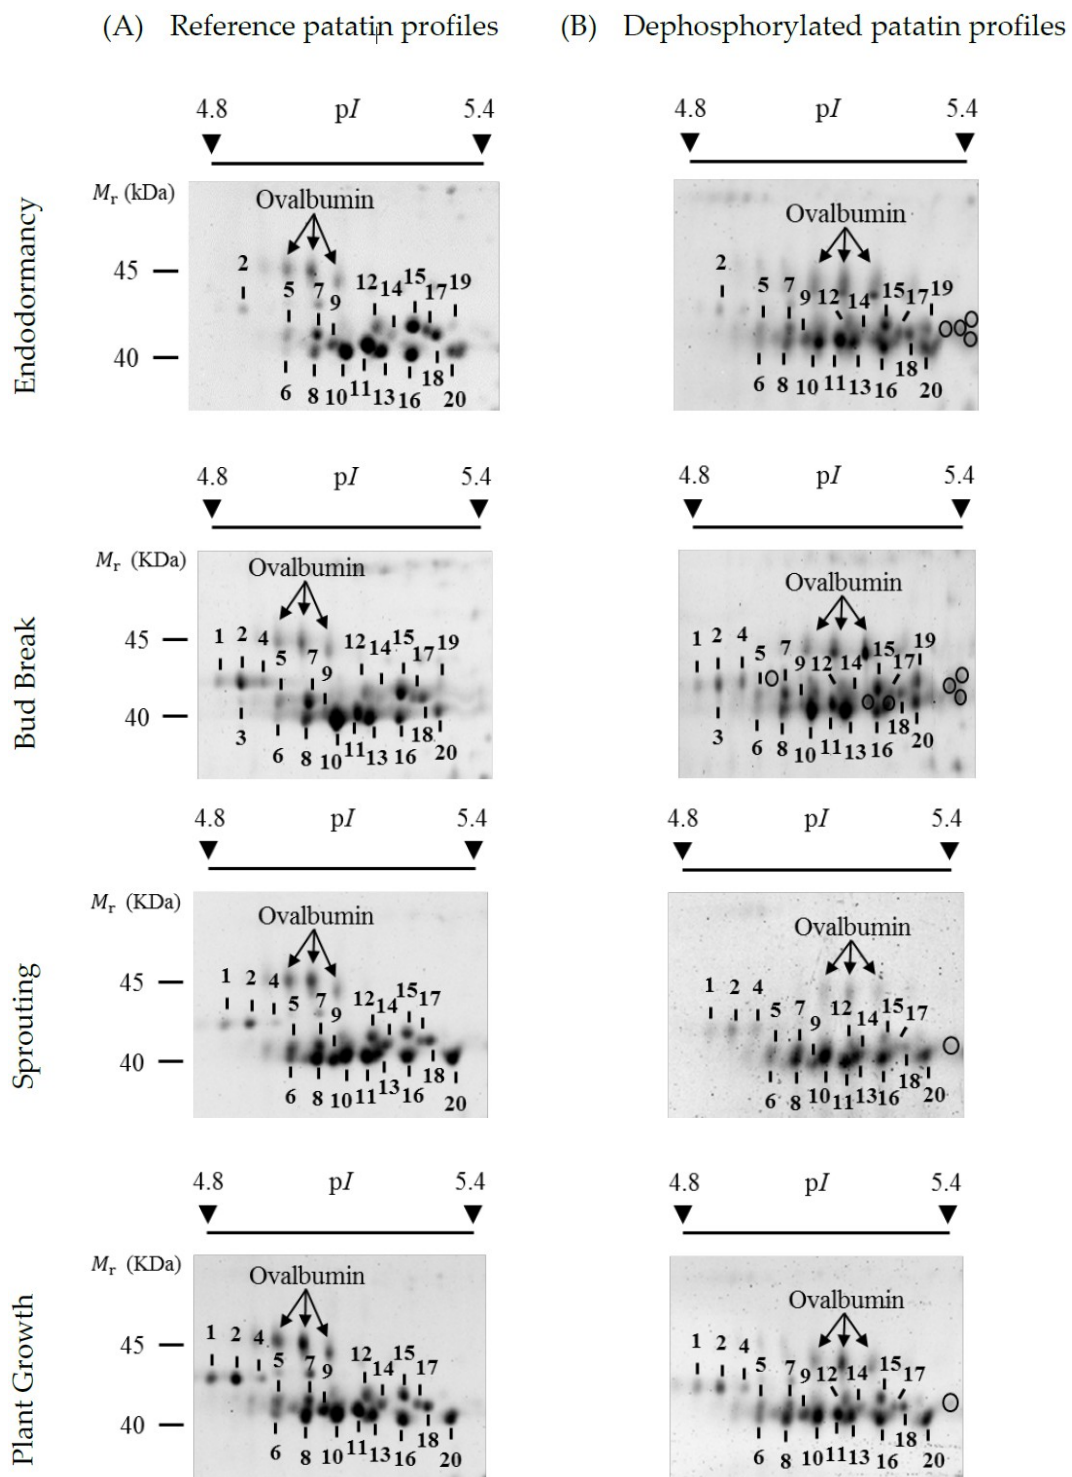 (A) Reference patatin profiles
(B) Dephosphorylated patatin profiles
Endodormancy
4.8 pI 5.4
Mr (kDa)
Ovalbumin
45
40
2
5 7 9 12 14 15 17 19
6 8 10 11 13 16 18 20
4.8 pI 5.4
Ovalbumin
2 5 7 9 12 14 15 17 19
6 8 10 11 13 16 18 20
Bud Break
4.8 pI 5.4
Mr (KDa)
Ovalbumin
45
40
1 2 4 5 7 9 12 14 15 17 19
3 6 8 10 11 13 16 18 20
4.8 pI 5.4
Ovalbumin
1 2 4 5 7 9 12 14 15 17 19
3 6 8 10 11 13 16 18 20
Sprouting
4.8 pI 5.4
Mr (KDa)
Ovalbumin
45
40
1 2 4 5 7 9 12 14 15 17
6 8 10 11 13 16 18 20
4.8 pI 5.4
Ovalbumin
1 2 4 5 7 9 12 14 15 17
6 8 10 11 13 16 18 20
Plant Growth
4.8 pI 5.4
Mr (KDa)
Ovalbumin
45
40
1 2 4 5 7 9 12 14 15 17
6 8 10 11 13 16 18 20
4.8 pI 5.4
Ovalbumin
1 2 4 5 7 9 12 14 15 17
6 8 10 11 13 16 18 20